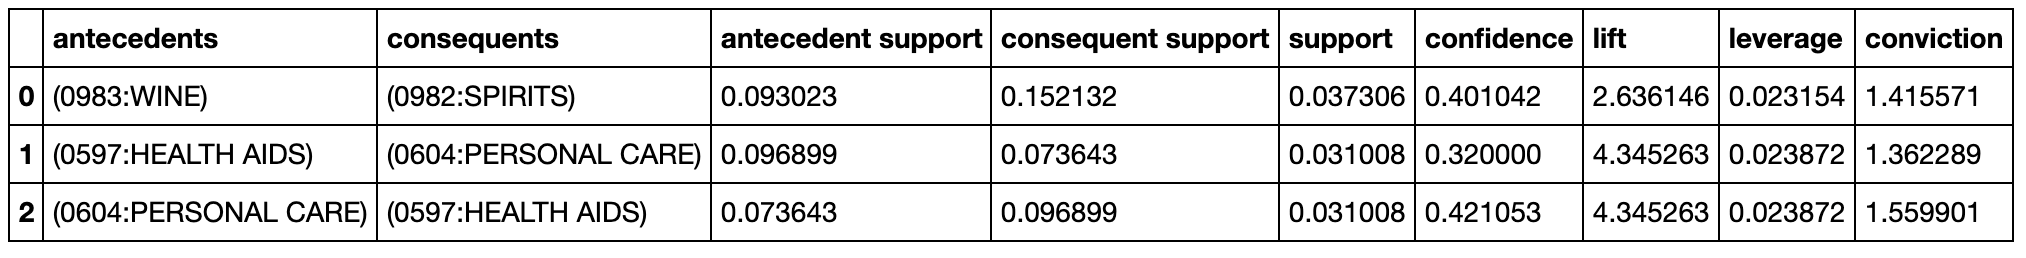 antecedents consequents antecedent support consequent support support confidence lift leverage conviction
0 (0983:WINE) (0982:SPIRITS) 0.093023 0.152132 0.037306 0.401042 2.636146 0.023154 1.415571
1 (0597:HEALTH AIDS) (0604:PERSONAL CARE) 0.096899 0.073643 0.031008 0.320000 4.345263 0.023872 1.362289
2 (0604:PERSONAL CARE) (0597:HEALTH AIDS) 0.073643 0.096899 0.031008 0.421053 4.345263 0.023872 1.559901